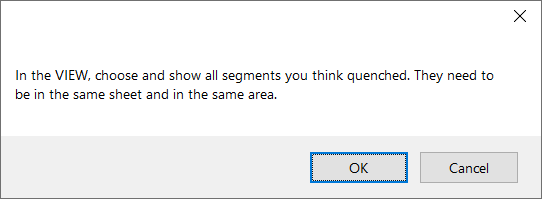 In the VIEW, choose and show all segments you think quenched. They need to
be in the same sheet and in the same area.
OK
Cancel